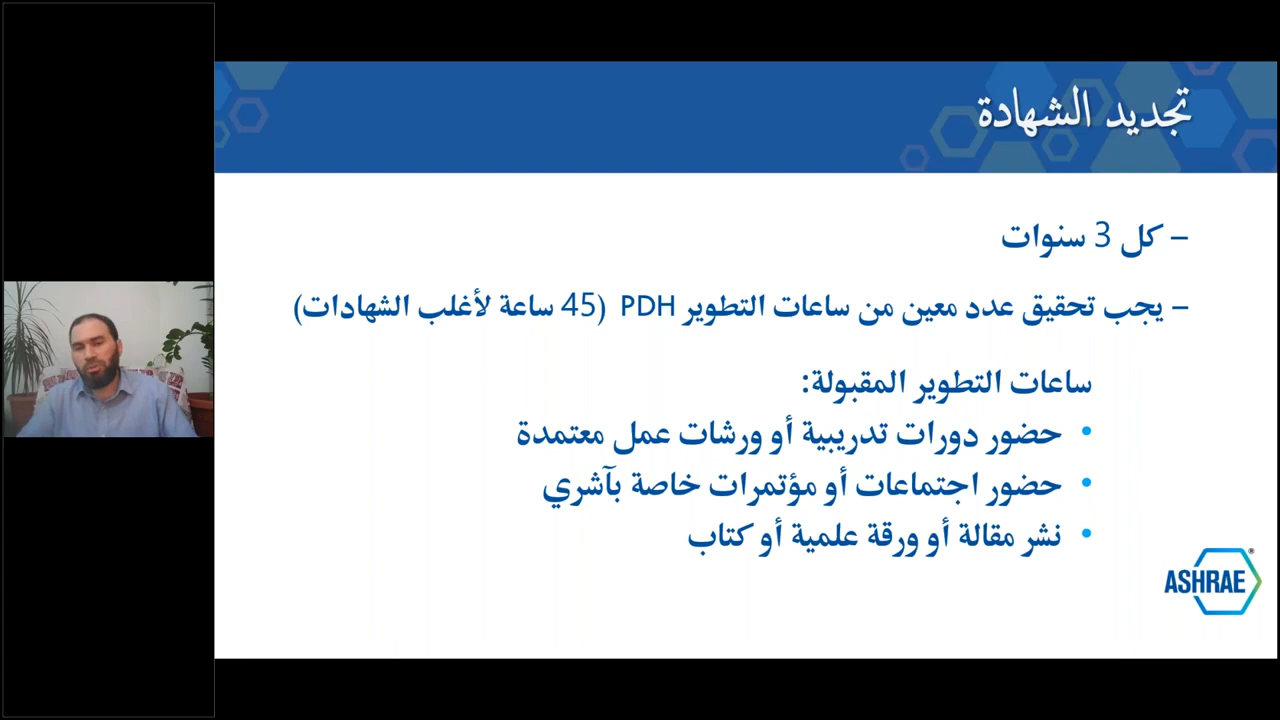 تجديد الشهادة
– كل 3 سنوات
– يجب تحقيق عدد معين من ساعات التطوير PDH (45 ساعة لأغلب الشهادات)
ساعات التطوير المقبولة:
• حضور دورات تدريبية أو ورشات عمل معتمدة
• حضور اجتماعات أو مؤتمرات خاصة بآشري
• نشر مقالة أو ورقة علمية أو كتاب
ASHRAE®